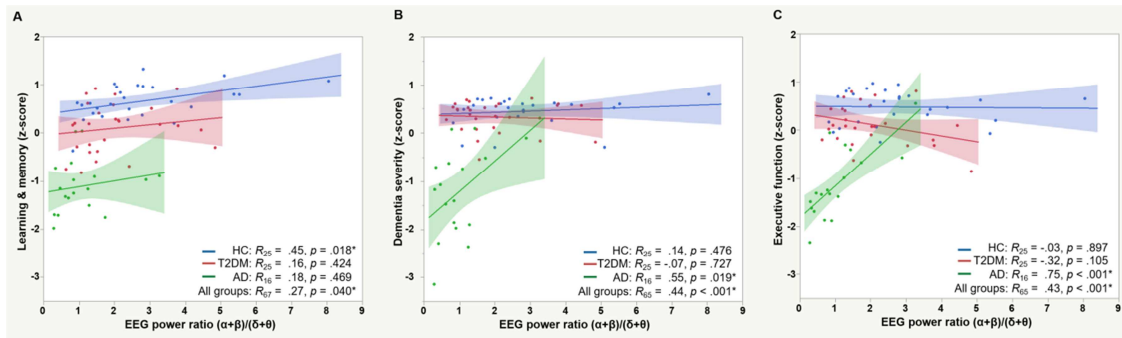 A
Learning & memory (z-score)
2
1
0
-1
-2
-3
HC: R25 = .45, p = .018*
T2DM: R25 = .16, p = .424
AD: R16 = .18, p = .469
All groups: R67 = .27, p = .040*
0 1 2 3 4 5 6 7 8 9
EEG power ratio (α+β)/(δ+θ)
B
Dementia severity (z-score)
2
1
0
-1
-2
-3
HC: R25 = .14, p = .476
T2DM: R25 = -.07, p = .727
AD: R16 = .55, p = .019*
All groups: R65 = .44, p < .001*
0 1 2 3 4 5 6 7 8 9
EEG power ratio (α+β)/(δ+θ)
C
Executive function (z-score)
2
1
0
-1
-2
-3
HC: R25 = -.03, p = .897
T2DM: R25 = -.32, p = .105
AD: R16 = .75, p < .001*
All groups: R65 = .43, p < .001*
0 1 2 3 4 5 6 7 8 9
EEG power ratio (α+β)/(δ+θ)